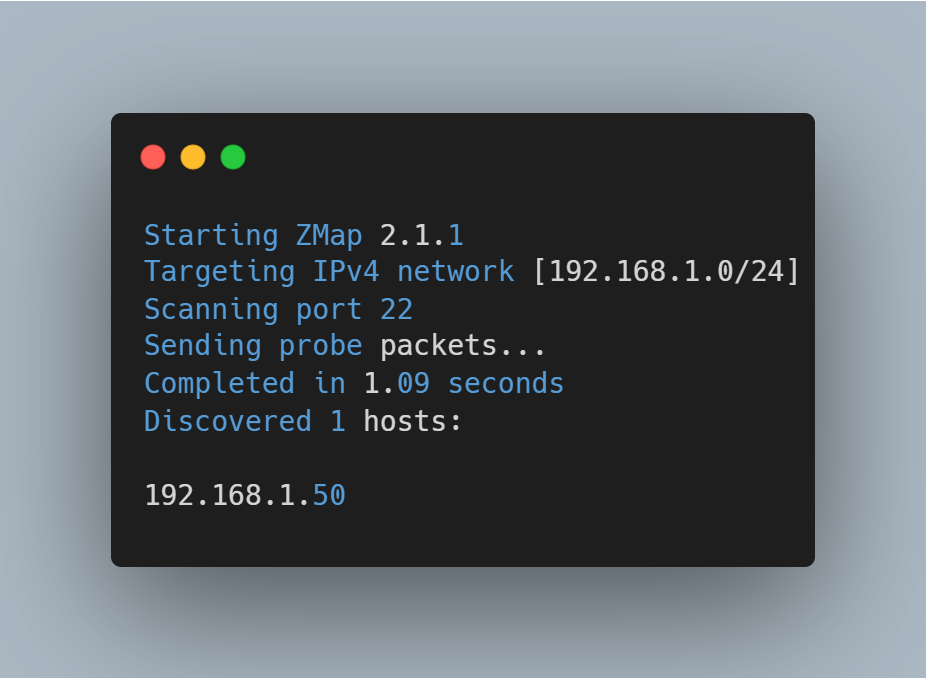 Starting ZMap 2.1.1
Targeting IPv4 network [192.168.1.0/24]
Scanning port 22
Sending probe packets...
Completed in 1.09 seconds
Discovered 1 hosts:
192.168.1.50